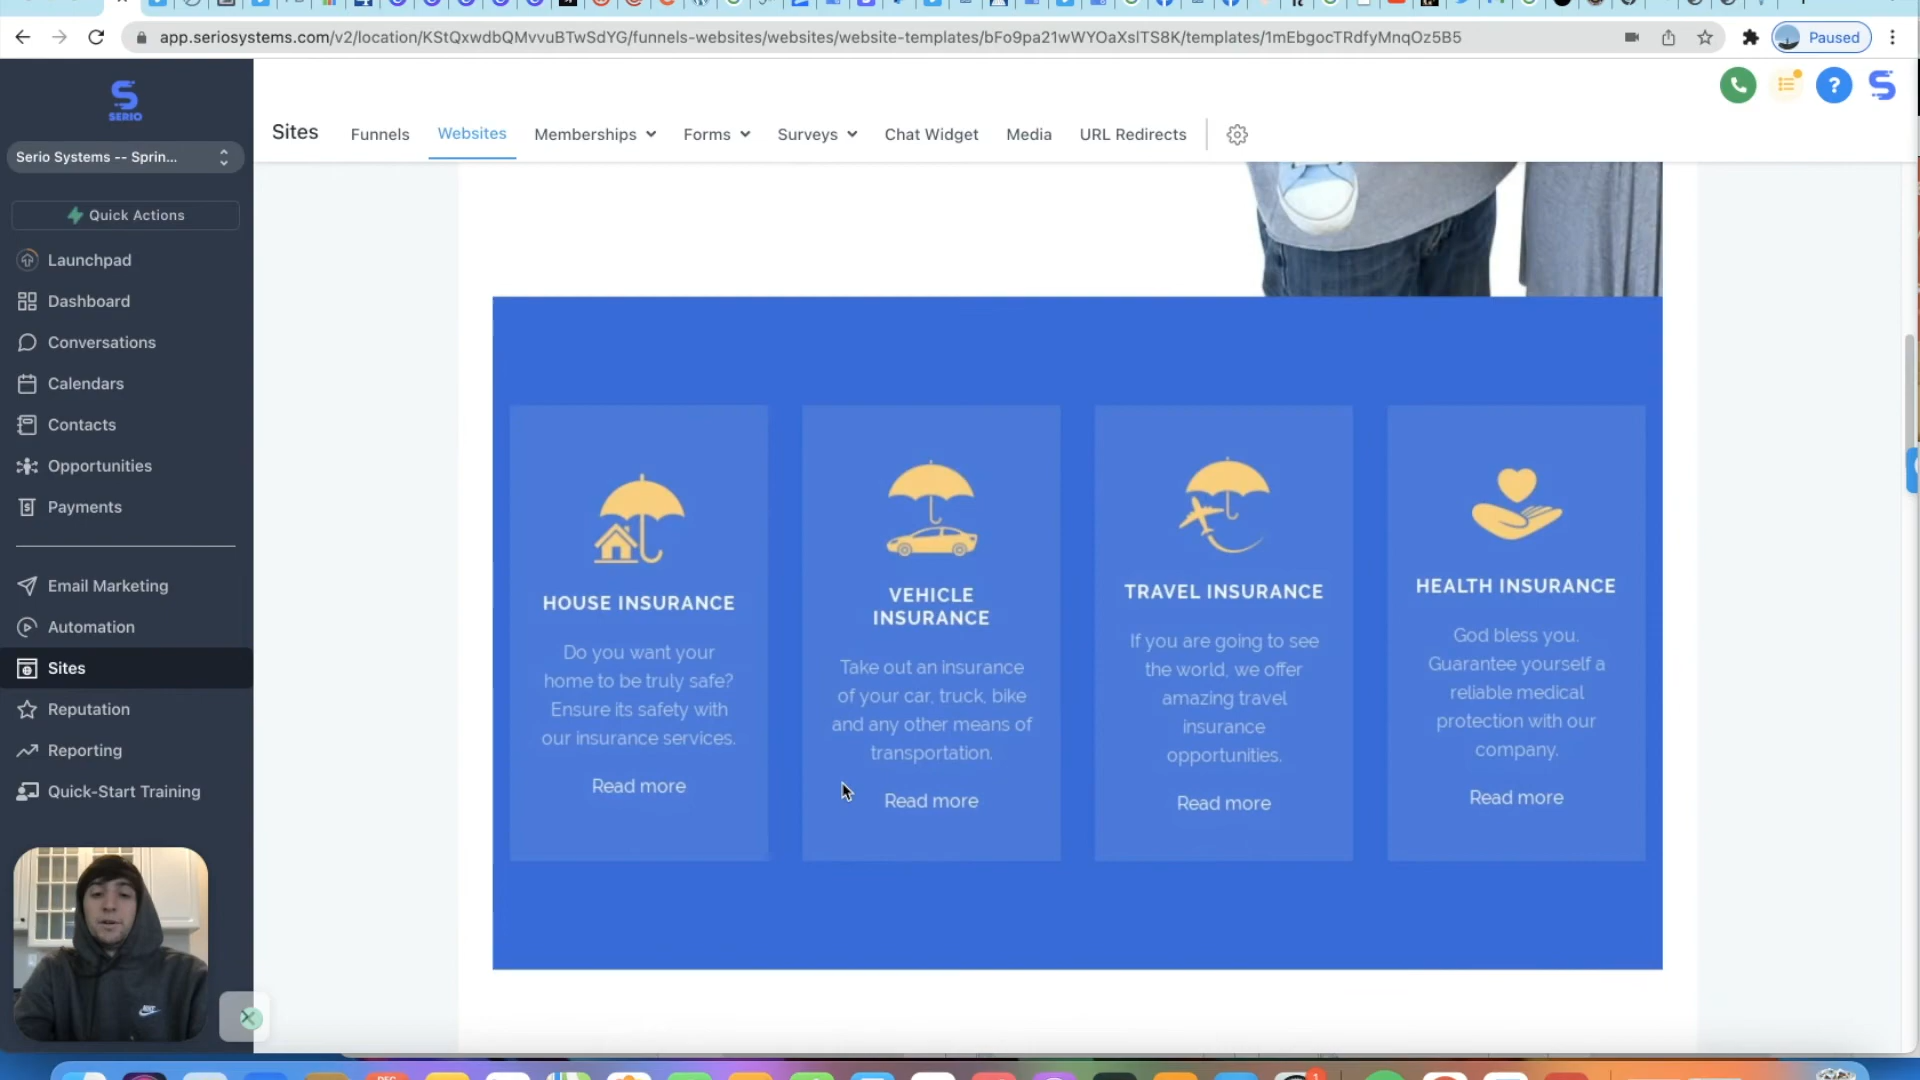 app.seriosystems.com/v2/location/KStQxwdbQMvvuBTwSdYG/funnels-websites/websites/website-templates/bFo9pa21wWYOaXsITS8K/templates/1mEbgocTRdfyMnqOz5B5
Paused
SERIO
Serio Systems -- Sprin...
Quick Actions
Launchpad
Dashboard
Conversations
Calendars
Contacts
Opportunities
Payments
Email Marketing
Automation
Sites
Reputation
Reporting
Quick-Start Training
Sites
Funnels
Websites
Memberships
Forms
Surveys
Chat Widget
Media
URL Redirects
?
HOUSE INSURANCE
Do you want your
home to be truly safe?
Ensure its safety with
our insurance services.
Read more
VEHICLE
INSURANCE
Take out an insurance
of your car, truck, bike
and any other means of
transportation.
Read more
TRAVEL INSURANCE
If you are going to see
the world, we offer
amazing travel
insurance
opportunities.
Read more
HEALTH INSURANCE
God bless you.
Guarantee yourself a
reliable medical
protection with our
company.
Read more
DEC
1